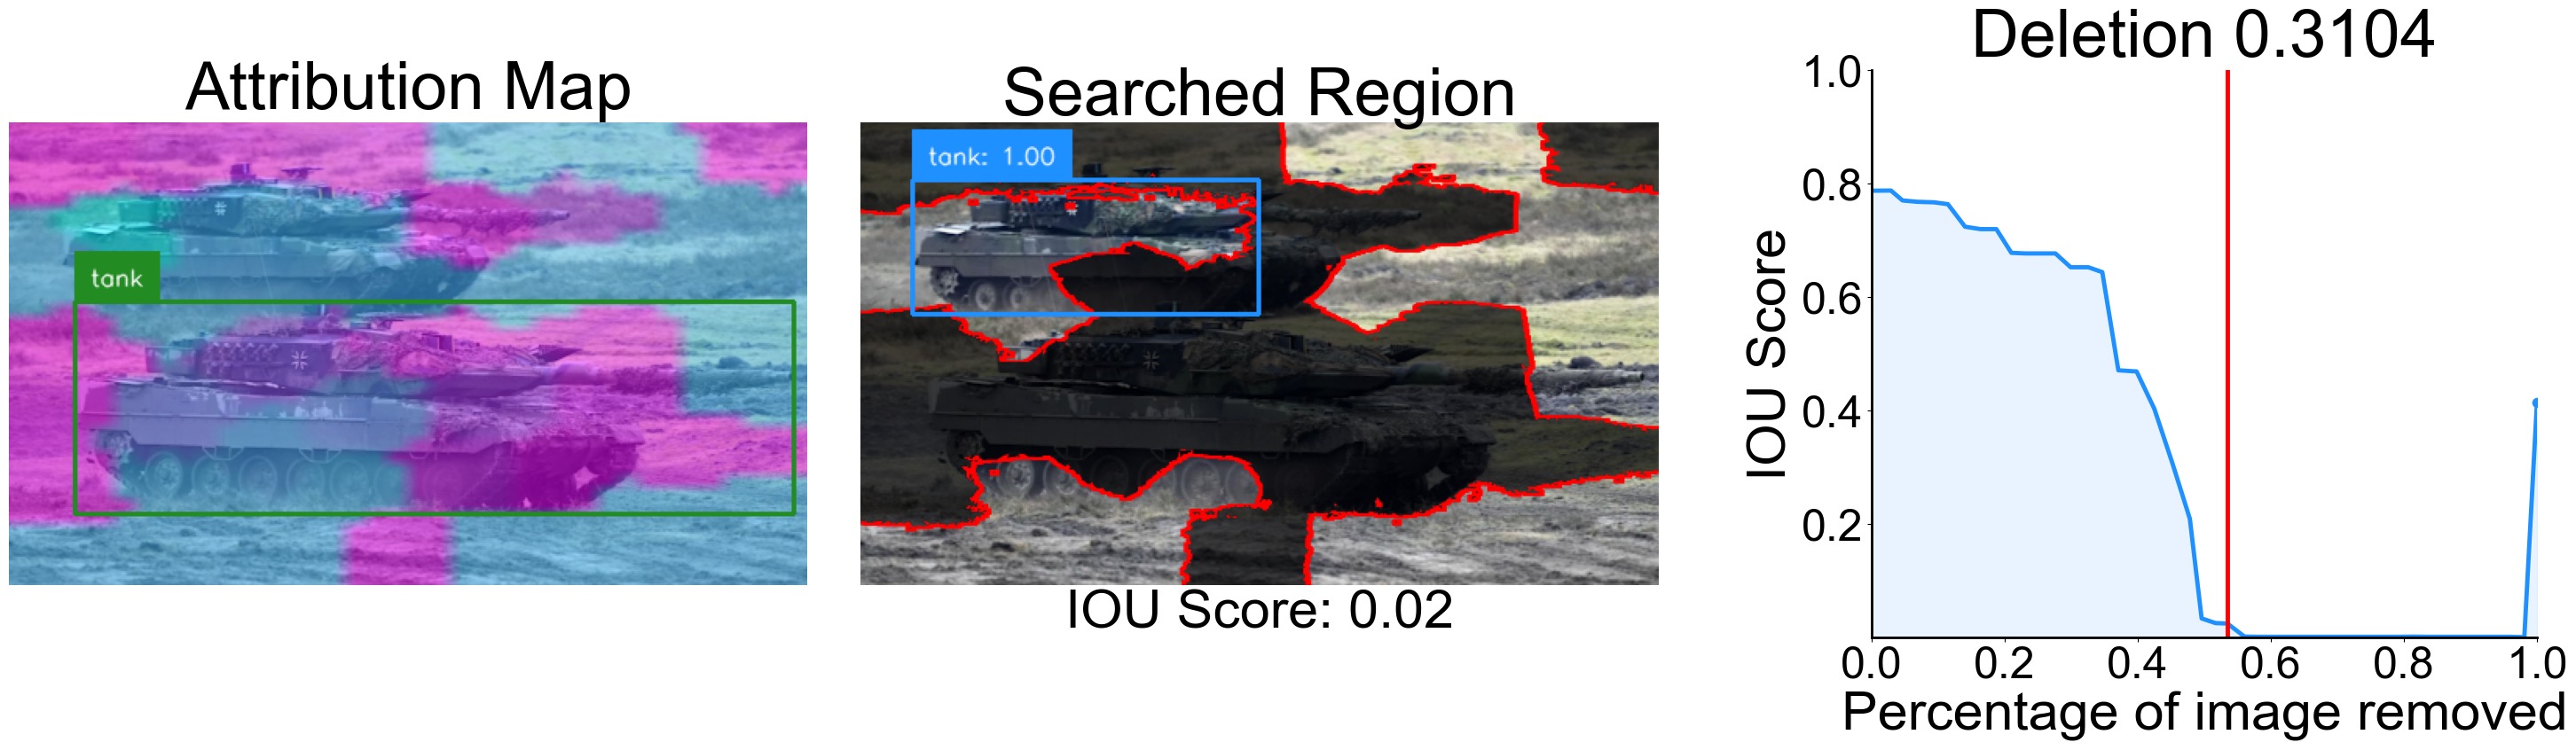 Attribution Map
tank
Searched Region
tank: 1.00
IOU Score: 0.02
Deletion 0.3104
IOU Score
1.0
0.8
0.6
0.4
0.2
0.0 0.2 0.4 0.6 0.8 1.0
Percentage of image removed